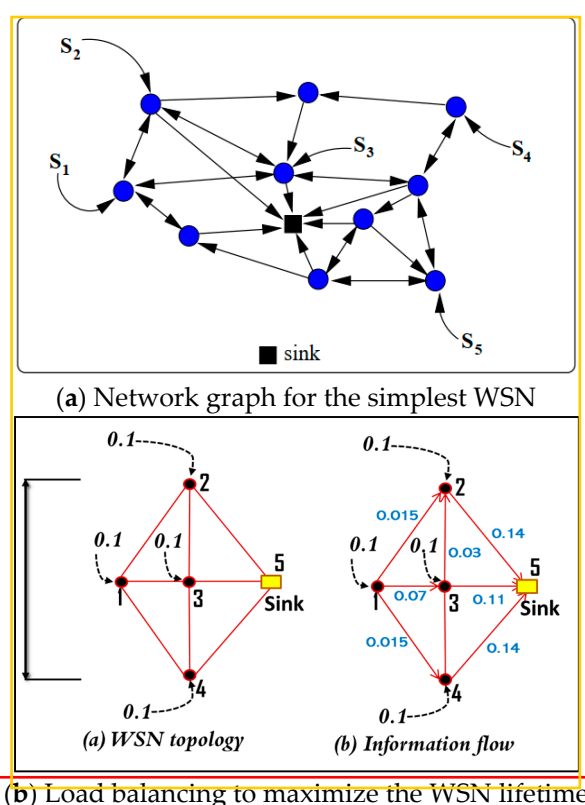 S2
S3
S1
S4
S5
sink
(a) Network graph for the simplest WSN
0.1
2
0.1
0.1
5
1
3
Sink
4
0.1
(a) WSN topology
0.1
2
0.015
0.14
0.1
0.1
0.03
5
1
0.07
3
0.11
Sink
0.015
0.14
4
0.1
(b) Information flow
(b) Load balancing to maximize the WSN lifetime